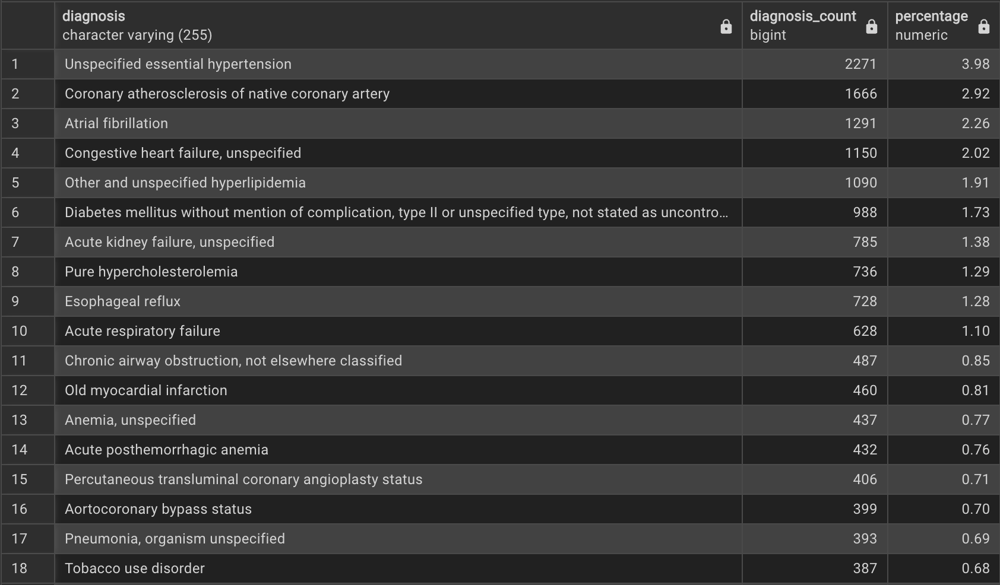 diagnosis diagnosis_count percentage
character varying (255) bigint numeric
1 Unspecified essential hypertension 2271 3.98
2 Coronary atherosclerosis of native coronary artery 1666 2.92
3 Atrial fibrillation 1291 2.26
4 Congestive heart failure, unspecified 1150 2.02
5 Other and unspecified hyperlipidemia 1090 1.91
6 Diabetes mellitus without mention of complication, type II or unspecified type, not stated as uncontro... 988 1.73
7 Acute kidney failure, unspecified 785 1.38
8 Pure hypercholesterolemia 736 1.29
9 Esophageal reflux 728 1.28
10 Acute respiratory failure 628 1.10
11 Chronic airway obstruction, not elsewhere classified 487 0.85
12 Old myocardial infarction 460 0.81
13 Anemia, unspecified 437 0.77
14 Acute posthemorrhagic anemia 432 0.76
15 Percutaneous transluminal coronary angioplasty status 406 0.71
16 Aortocoronary bypass status 399 0.70
17 Pneumonia, organism unspecified 393 0.69
18 Tobacco use disorder 387 0.68